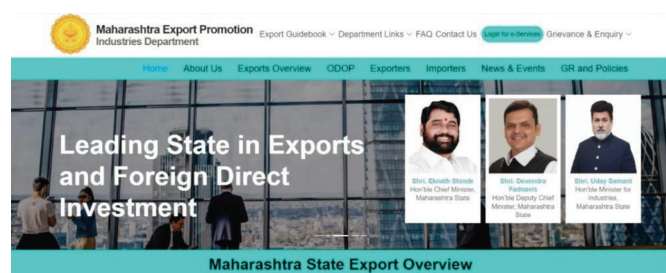 Maharashtra Export Promotion
Industries Department
Export Guidebook
Department Links
FAQ
Contact Us
Login for e-Services
Grievance & Enquiry
Home
About Us
Exports Overview
ODOP
Exporters
Importers
News & Events
GR and Policies
Leading State in Exports
and Foreign Direct
Investment
Shri. Eknath Shinde
Hon'ble Chief Minister,
Maharashtra State
Shri. Devendra
Fadnavis
Hon'ble Deputy Chief
Minister, Maharashtra
State
Shri. Uday Samant
Hon'ble Minister for
Industries,
Maharashtra State
Maharashtra State Export Overview